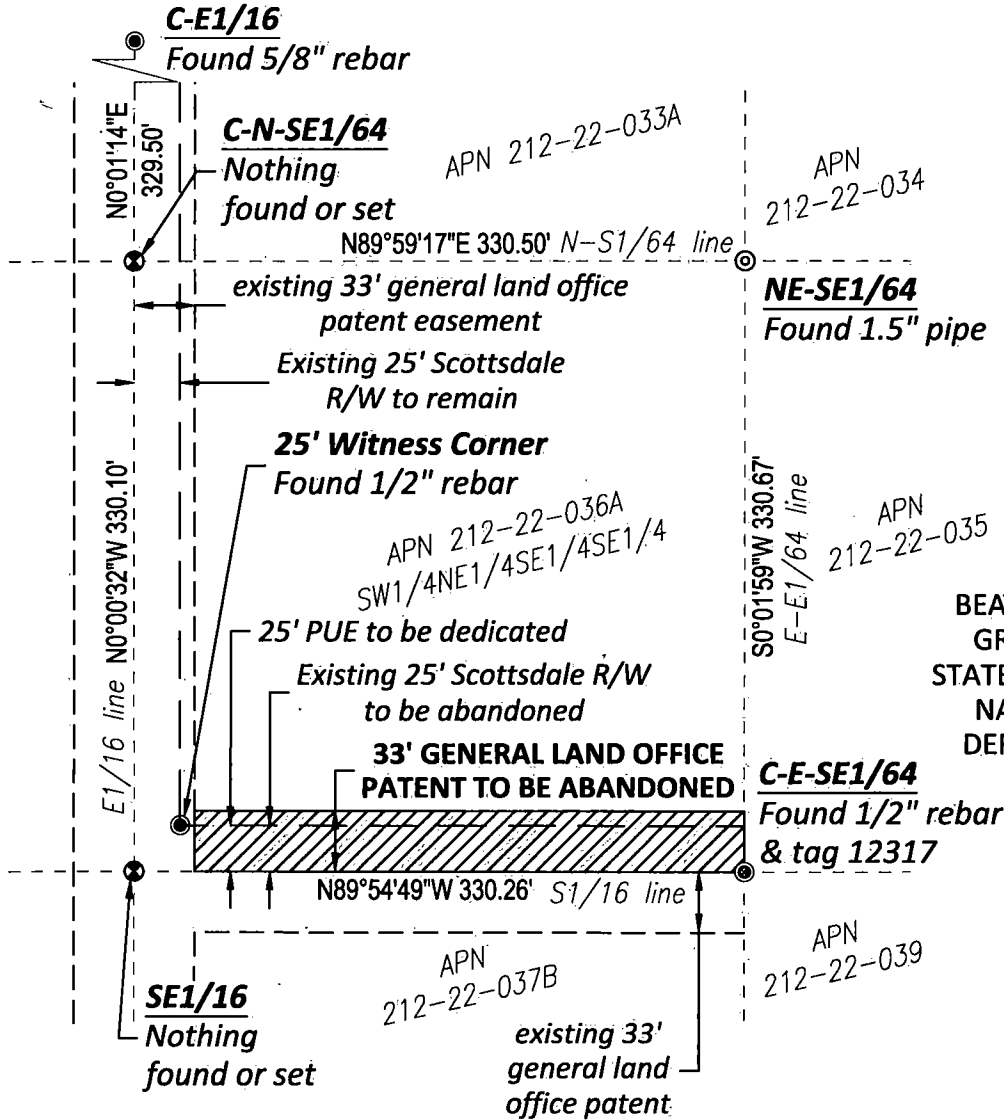 C-E1/16
Found 5/8" rebar
N0°01'14"E
329.50'
C-N-SE1/64
Nothing
found or set
APN 212-22-033A
APN
212-22-034
N89°59'17"E 330.50' N-S1/64 line
existing 33' general land office
patent easement
NE-SE1/64
Found 1.5" pipe
Existing 25' Scottsdale
R/W to remain
25' Witness Corner
Found 1/2" rebar
E1/16 line N0°00'32"W 330.10'
APN 212-22-036A
SW1/4NE1/4SE1/4SE1/4
S0°01'59"W 330.67'
E-E1/64 line
APN
212-22-035
25' PUE to be dedicated
Existing 25' Scottsdale R/W
to be abandoned
33' GENERAL LAND OFFICE
PATENT TO BE ABANDONED
C-E-SE1/64
Found 1/2" rebar
& tag 12317
N89°54'49"W 330.26' S1/16 line
APN
212-22-037B
APN
212-22-039
SE1/16
Nothing
found or set
existing 33'
general land
office patent